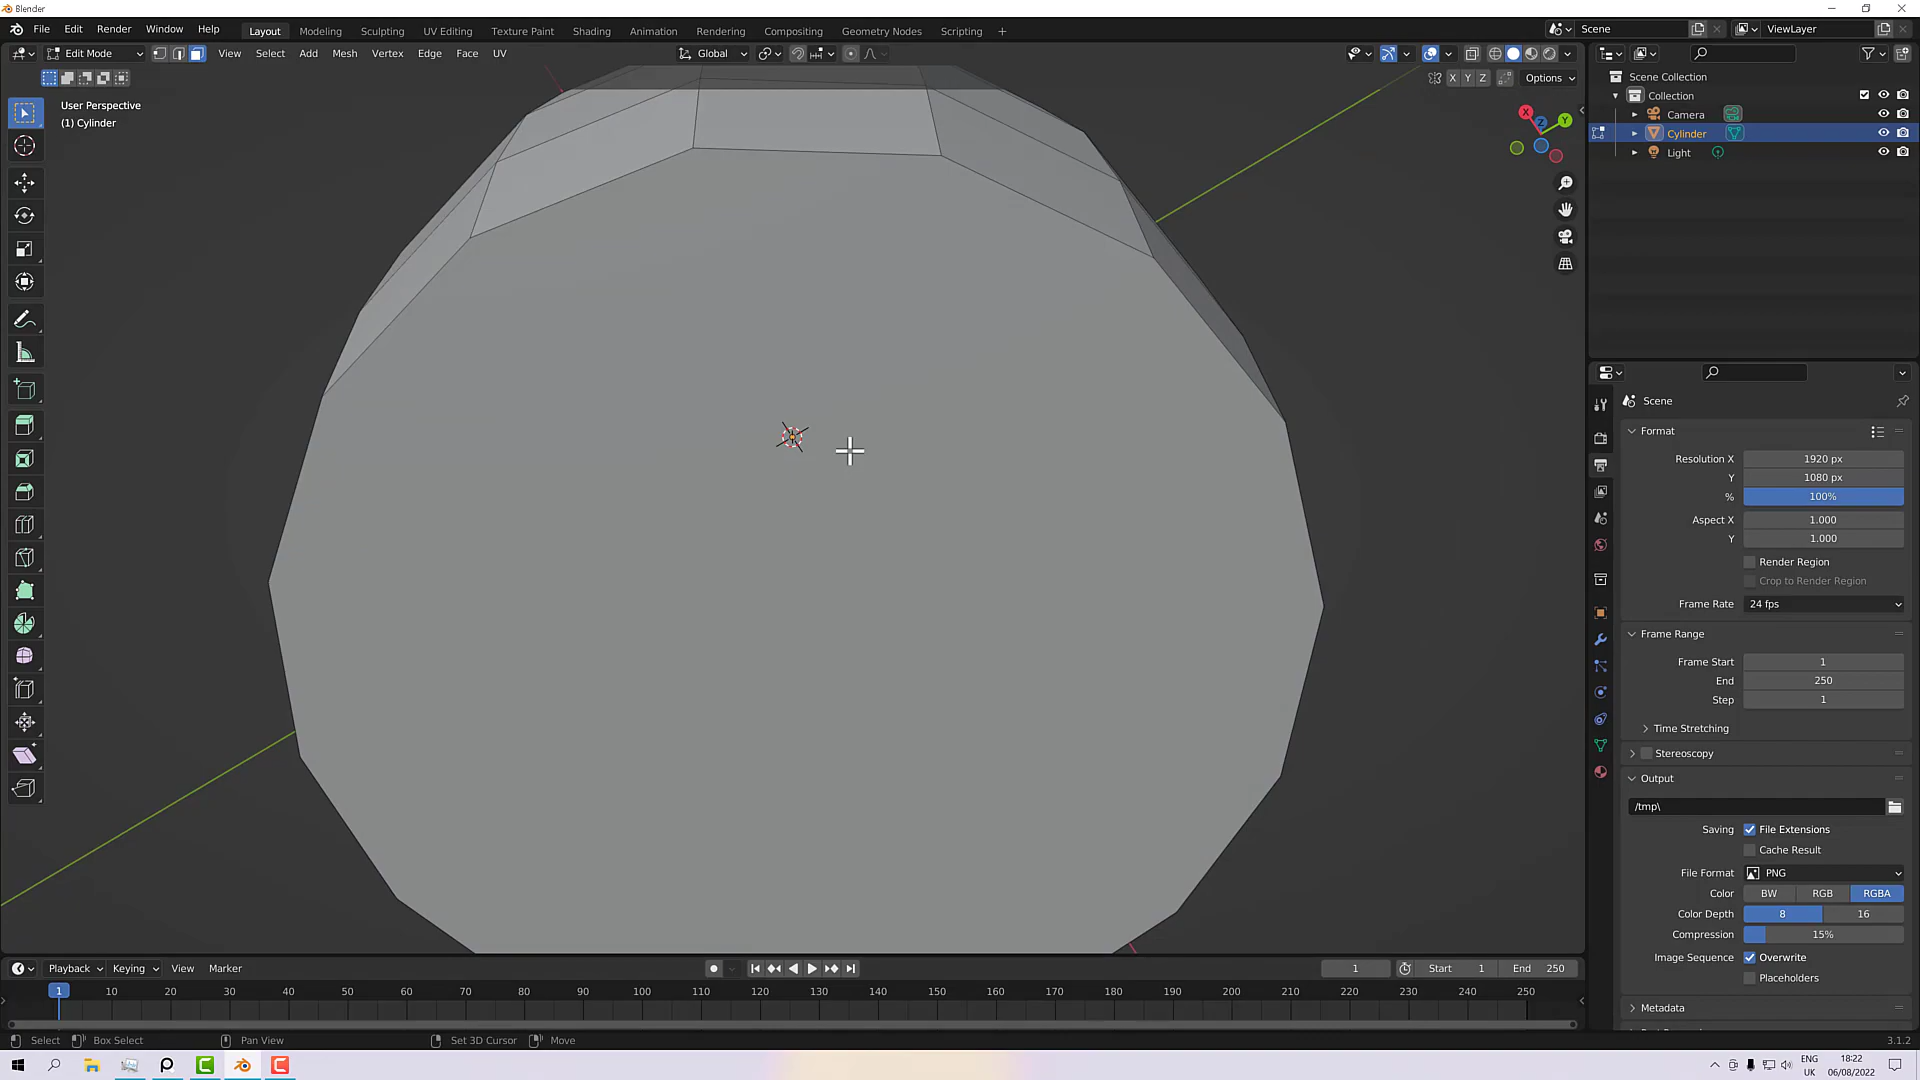 Blender
File Edit Render Window Help Layout Modeling Sculpting UV Editing Texture Paint Shading Animation Rendering Compositing Geometry Nodes Scripting + Scene ViewLayer
Edit Mode View Select Add Mesh Vertex Edge Face UV Global
X Y Z Options
User Perspective
(1) Cylinder
X
Y
Z
Scene Collection
Collection
Camera
Cylinder
Light
Scene
Format
Resolution X 1920 px
Y 1080 px
% 100%
Aspect X 1.000
Y 1.000
Render Region
Crop to Render Region
Frame Rate 24 fps
Frame Range
Frame Start 1
End 250
Step 1
Time Stretching
Stereoscopy
Output
/tmp\
Saving File Extensions
Cache Result
File Format PNG
Color BW RGB RGBA
Color Depth 8 16
Compression 15%
Image Sequence Overwrite
Placeholders
Metadata
Playback Keying View Marker 1 Start 1 End 250
1 10 20 30 40 50 60 70 80 90 100 110 120 130 140 150 160 170 180 190 200 210 220 230 240 250
Select Box Select Pan View Set 3D Cursor Move 3.1.2
ENG 18:22
UK 06/08/2022